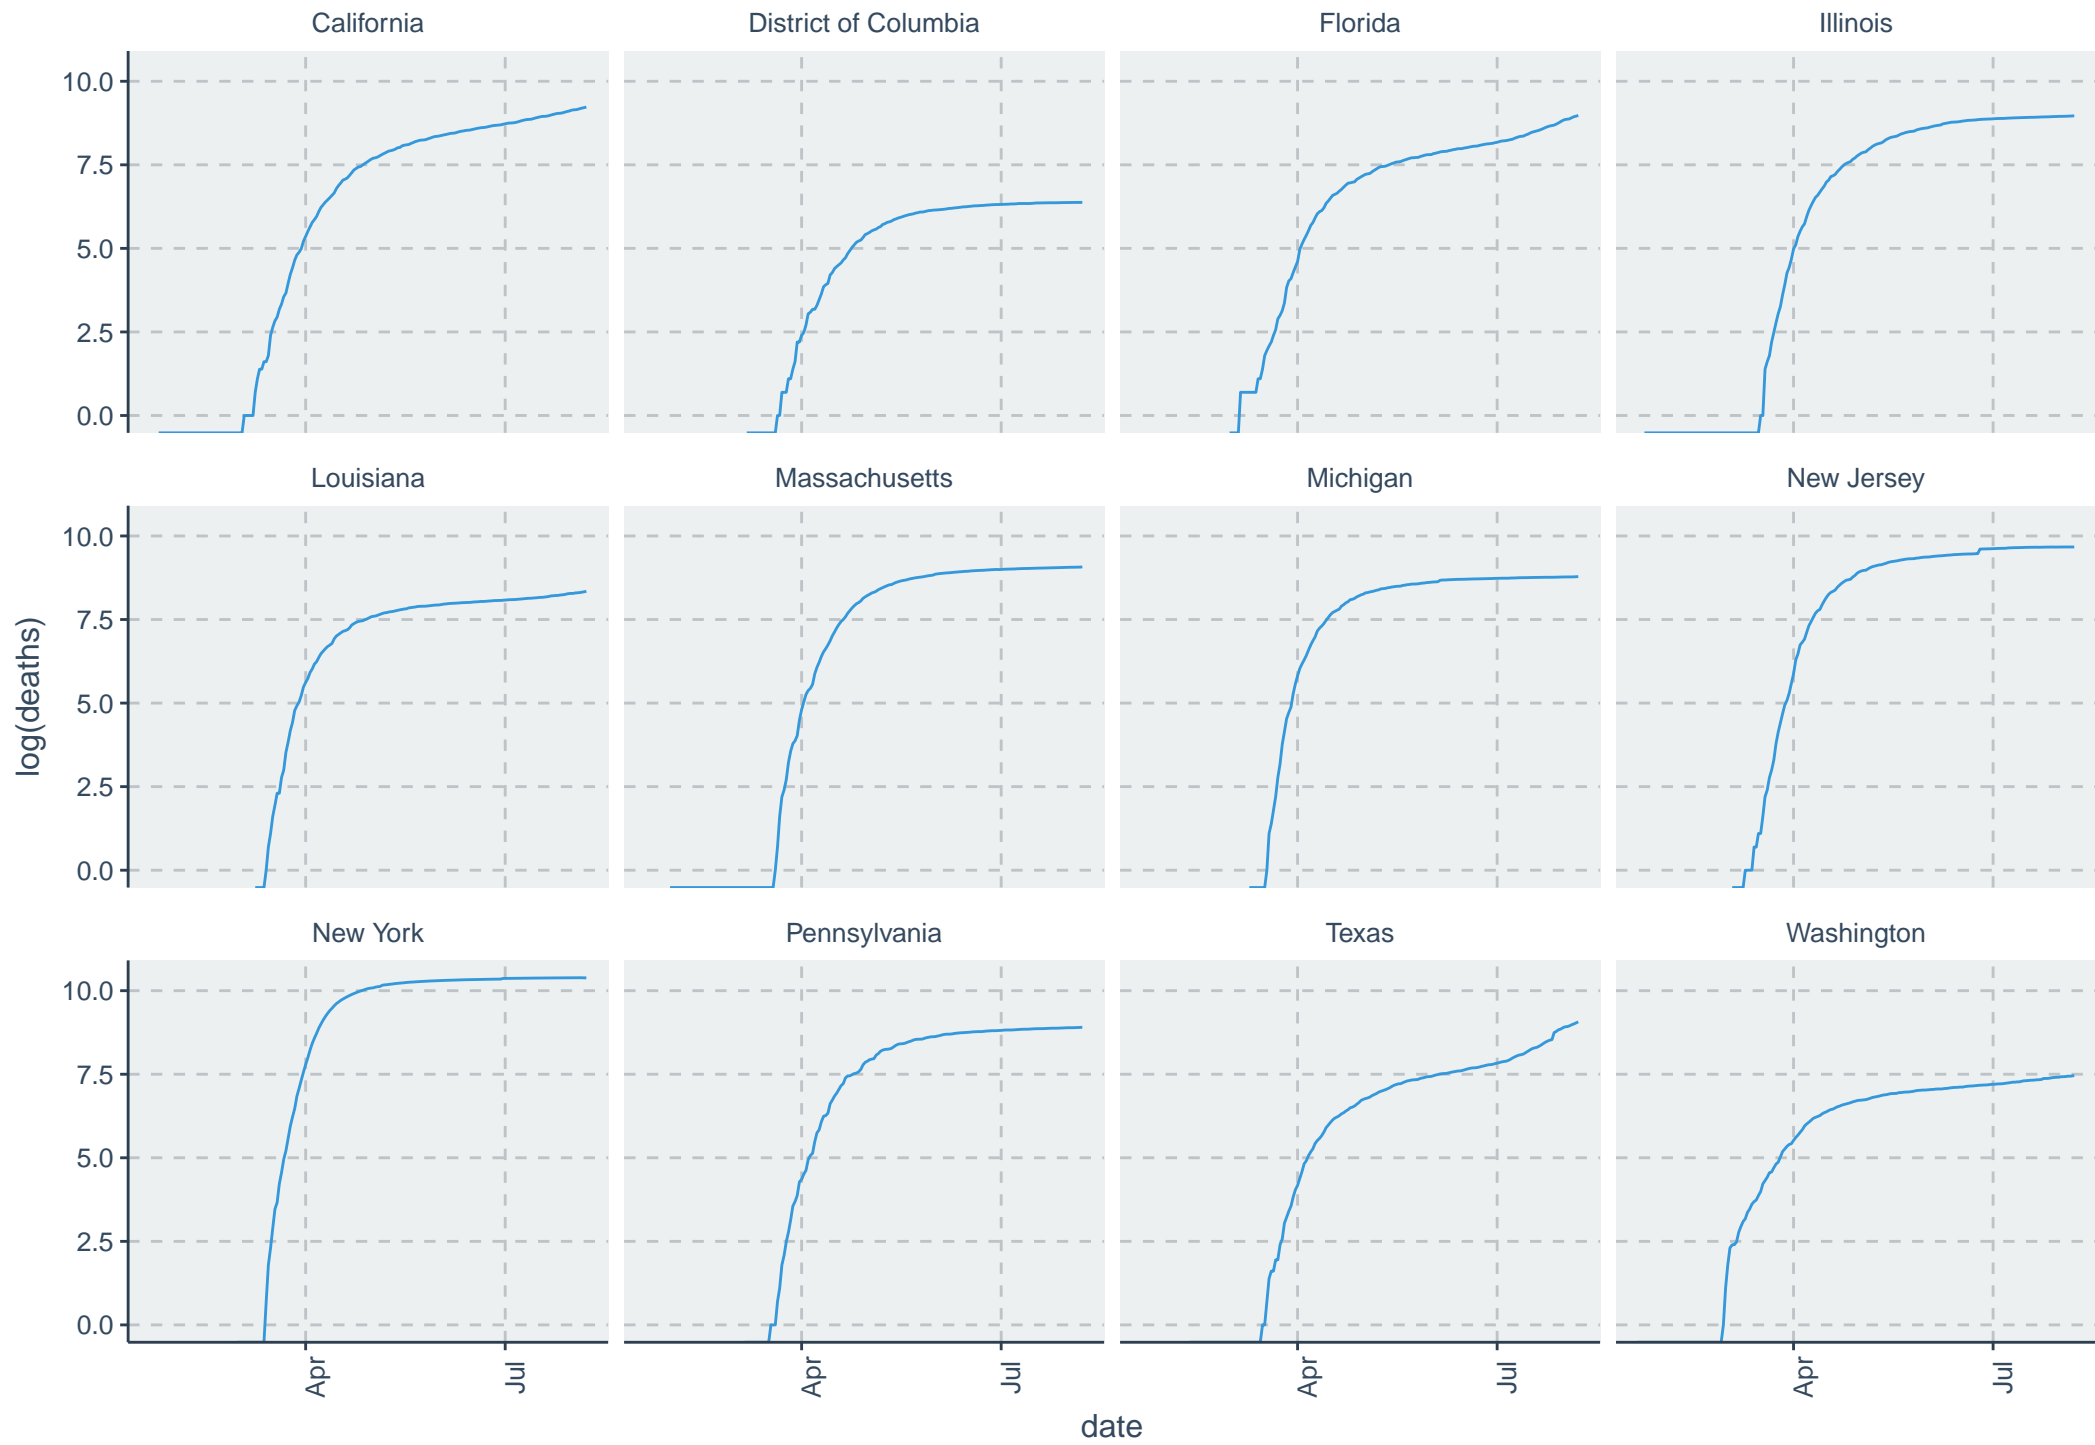 California District of Columbia Florida Illinois
10.0
7.5
5.0
2.5
0.0
Louisiana Massachusetts Michigan New Jersey
10.0
7.5
5.0
2.5
0.0
log(deaths)
New York Pennsylvania Texas Washington
10.0
7.5
5.0
2.5
0.0
Apr Jul Apr Jul Apr Jul Apr Jul
date